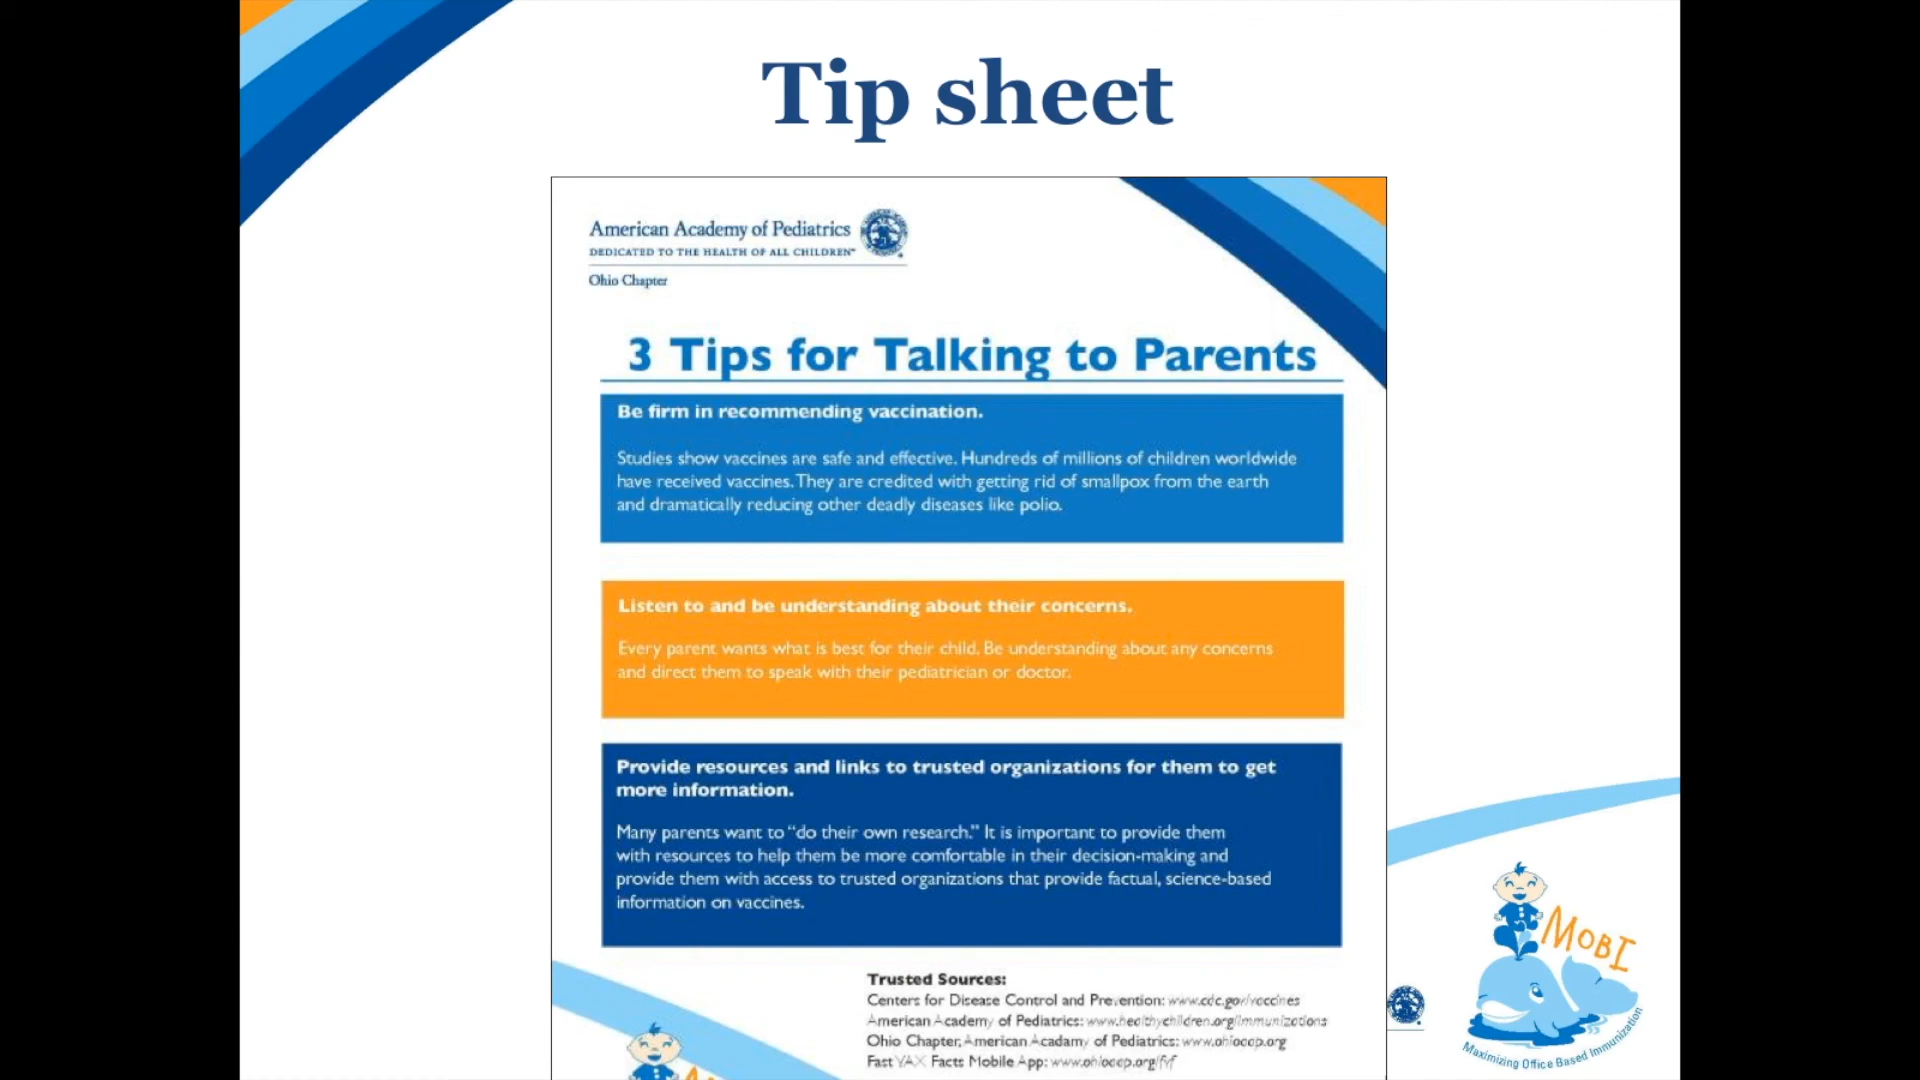 Tip sheet
American Academy of Pediatrics
DEDICATED TO THE HEALTH OF ALL CHILDREN™
Ohio Chapter
3 Tips for Talking to Parents
Be firm in recommending vaccination.
Studies show vaccines are safe and effective. Hundreds of millions of children worldwide
have received vaccines. They are credited with getting rid of smallpox from the earth
and dramatically reducing other deadly diseases like polio.
Listen to and be understanding about their concerns.
Every parent wants what is best for their child. Be understanding about any concerns
and direct them to speak with their pediatrician or doctor.
Provide resources and links to trusted organizations for them to get
more information.
Many parents want to “do their own research.” It is important to provide them
with resources to help them be more comfortable in their decision-making and
provide them with access to trusted organizations that provide factual, science-based
information on vaccines.
Trusted Sources:
Centers for Disease Control and Prevention: www.cdc.gov/vaccines
American Academy of Pediatrics: www.healthychildren.org/immunizations
Ohio Chapter, American Acadamy of Pediatrics: www.ohioaap.org
Fast VAX Facts Mobile App: www.ohioaap.org/fvf
MOBI
Maximizing Office Based Immunization